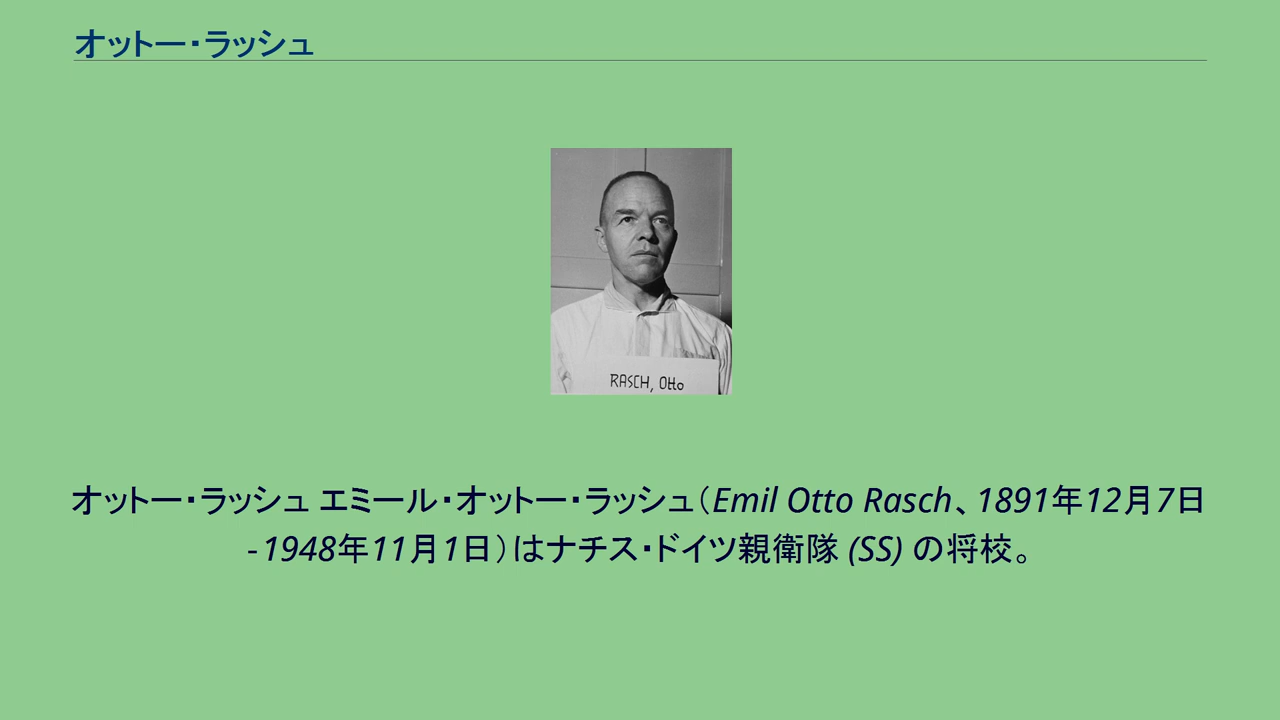 オットー・ラッシュ
RASCH, Otto
オットー・ラッシュ エミール・オットー・ラッシュ（Emil Otto Rasch、1891年12月7日
-1948年11月1日）はナチス・ドイツ親衛隊 (SS) の将校。